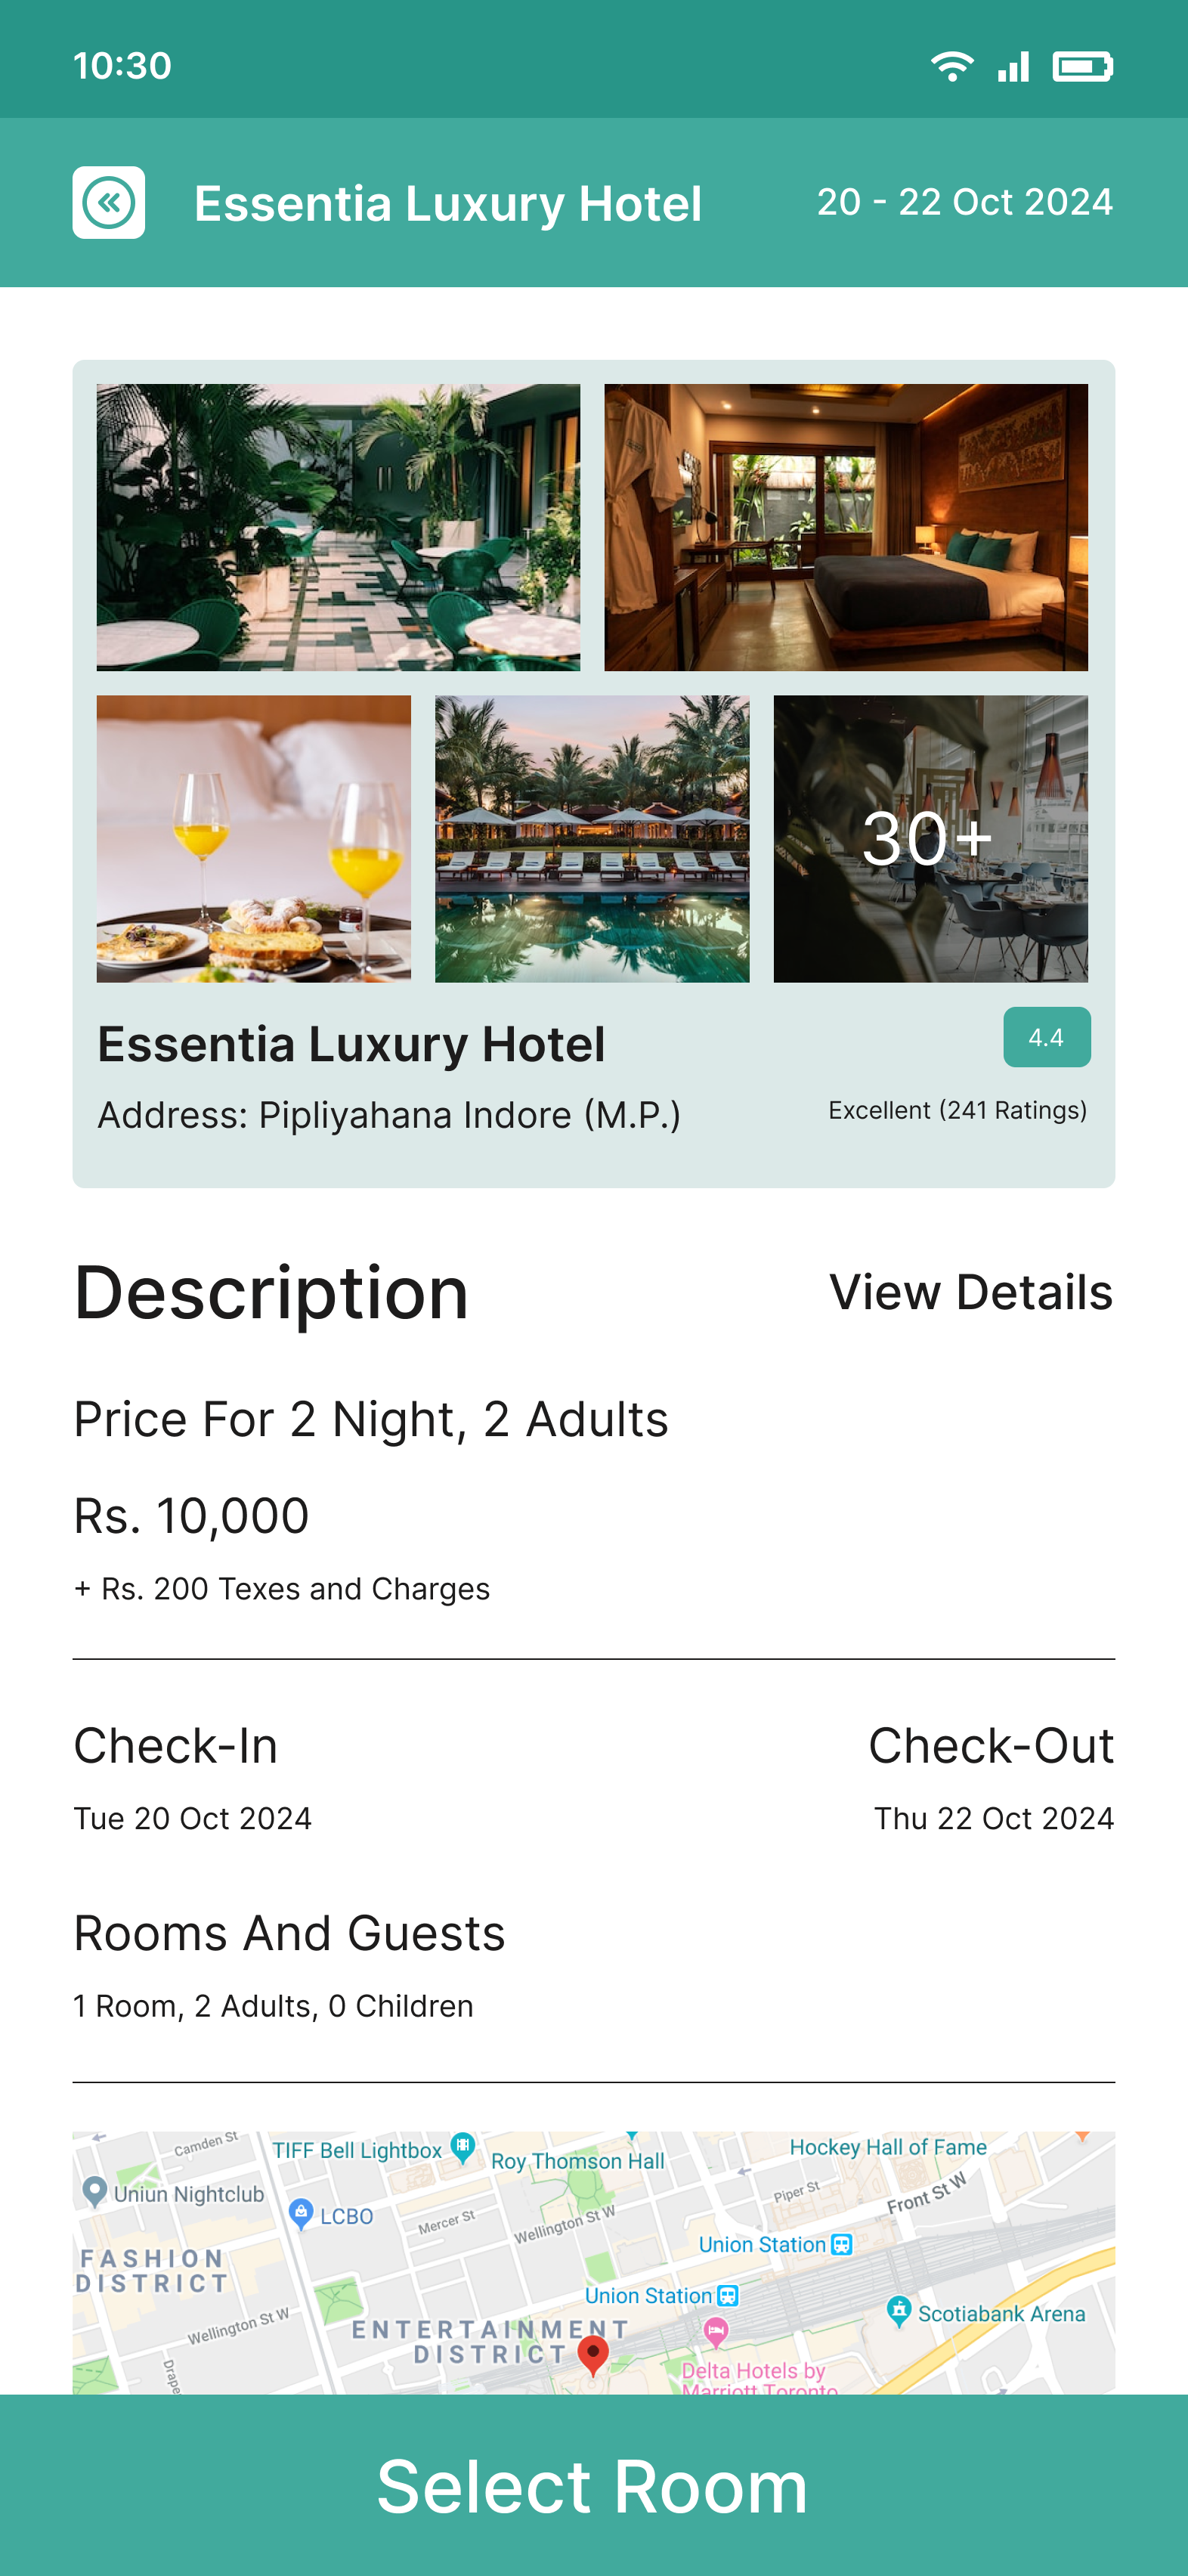 10:30
Essentia Luxury Hotel
20 - 22 Oct 2024
30+
Essentia Luxury Hotel
4.4
Address: Pipliyahana Indore (M.P.)
Excellent (241 Ratings)
Description
View Details
Price For 2 Night, 2 Adults
Rs. 10,000
+ Rs. 200 Texes and Charges
Check-In
Check-Out
Tue 20 Oct 2024
Thu 22 Oct 2024
Rooms And Guests
1 Room, 2 Adults, 0 Children
Camden St
TIFF Bell Lightbox
Roy Thomson Hall
Hockey Hall of Fame
Uniun Nightclub
LCBO
Mercer St
Wellington St W
Piper St
Front St W
Union Station
FASHION
DISTRICT
Union Station
Wellington St W
ENTERTAINMENT
DISTRICT
Scotiabank Arena
Drape
Delta Hotels by
Marriott Toronto
Select Room